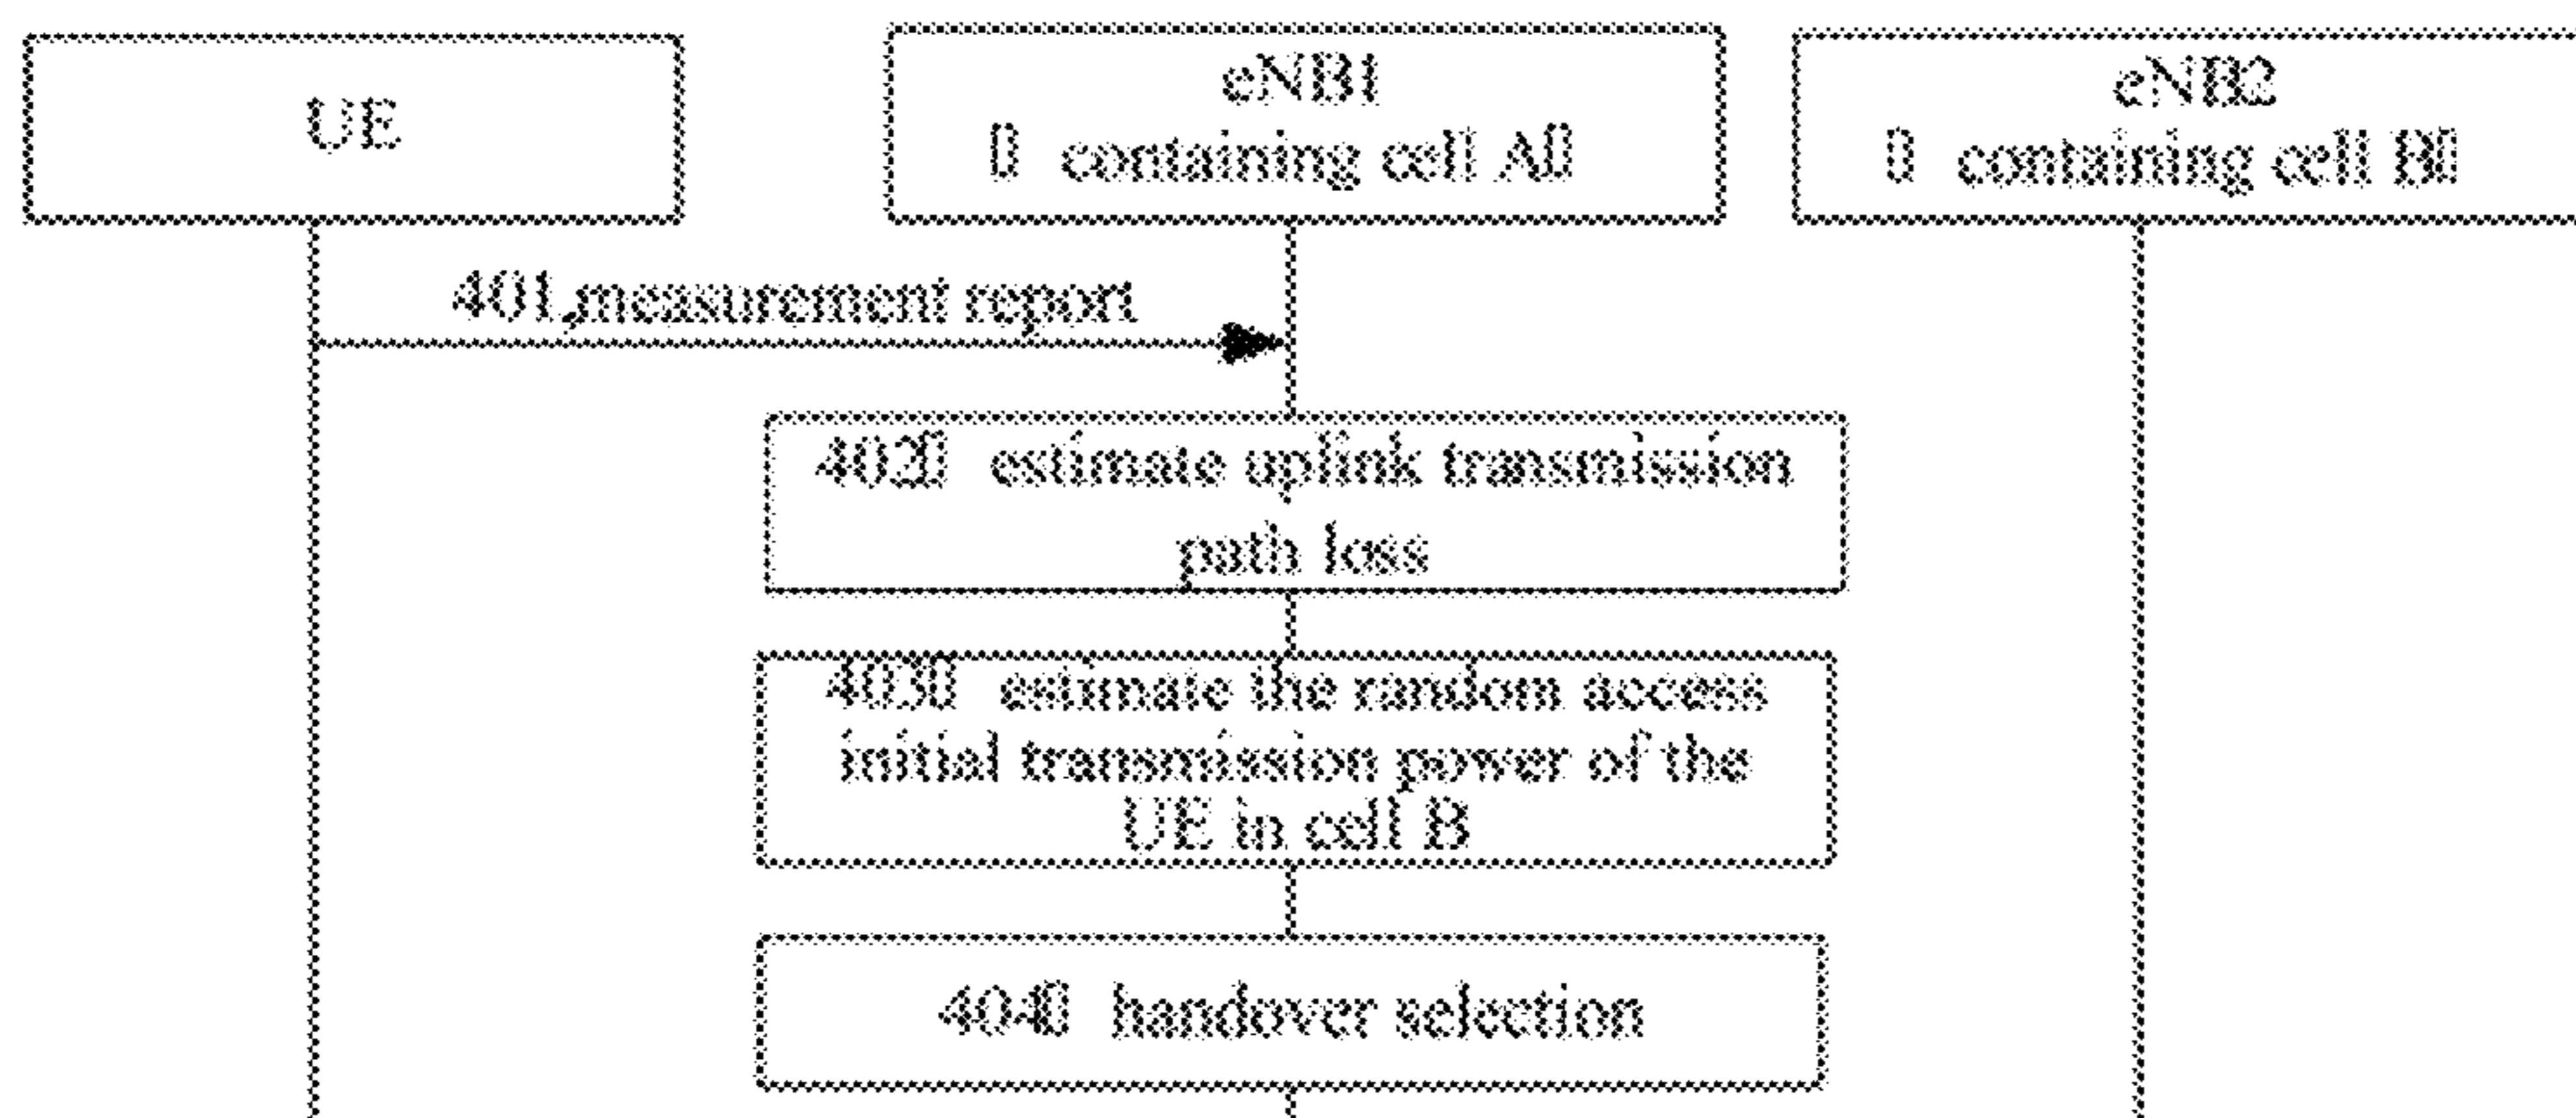 UE
eNB1
▯ containing cell A▯
eNB2
▯ containing cell B▯
401,measurement report
402▯ estimate uplink transmission
path loss
403▯ estimate the random access
initial transmission power of the
UE in cell B
404▯ handover selection